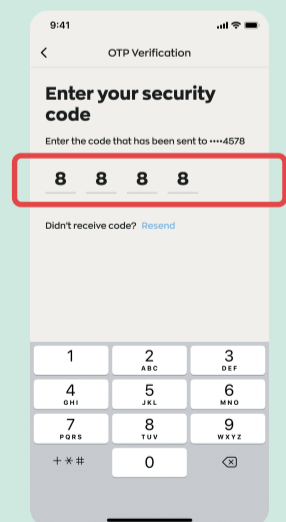 9:41
OTP Verification
Enter your security
code
Enter the code that has been sent to ••••4578
8 8 8 8
Didn't receive code? Resend
1 2 3
ABC DEF
4 5 6
GHI JKL MNO
7 8 9
PQRS TUV WXYZ
+*# 0